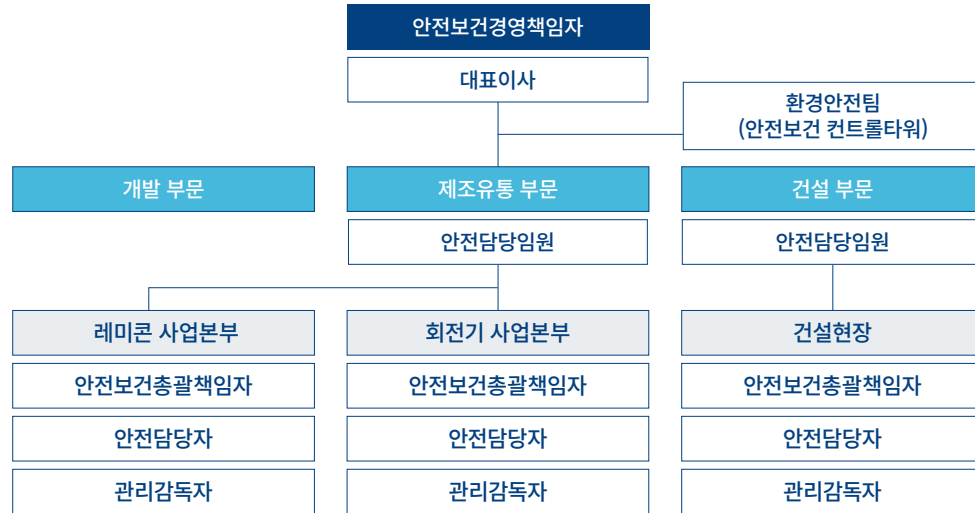 안전보건경영책임자
대표이사
환경안전팀
(안전보건 컨트롤타워)
개발 부문
제조유통 부문
건설 부문
안전담당임원
안전담당임원
레미콘 사업본부
회전기 사업본부
건설현장
안전보건총괄책임자
안전보건총괄책임자
안전보건총괄책임자
안전담당자
안전담당자
안전담당자
관리감독자
관리감독자
관리감독자